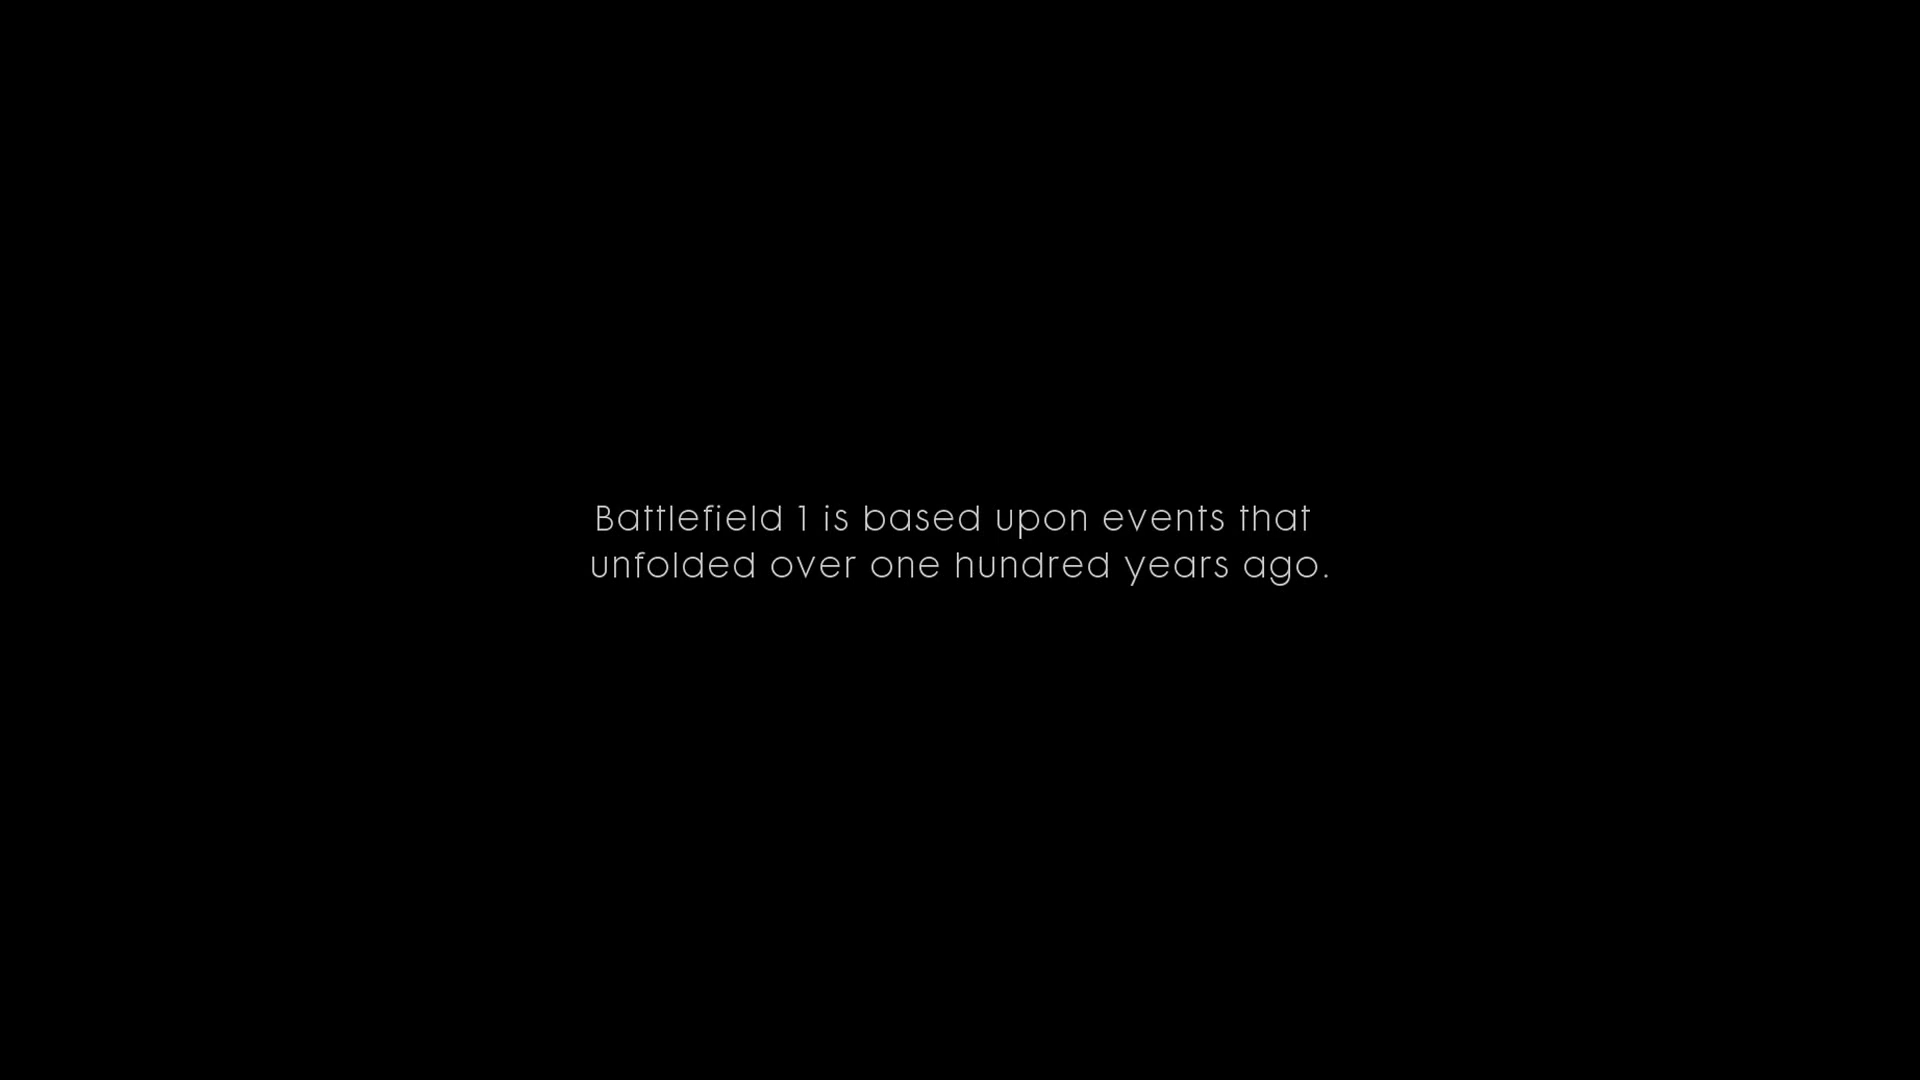 Battlefield 1 is based upon events that
unfolded over one hundred years ago.